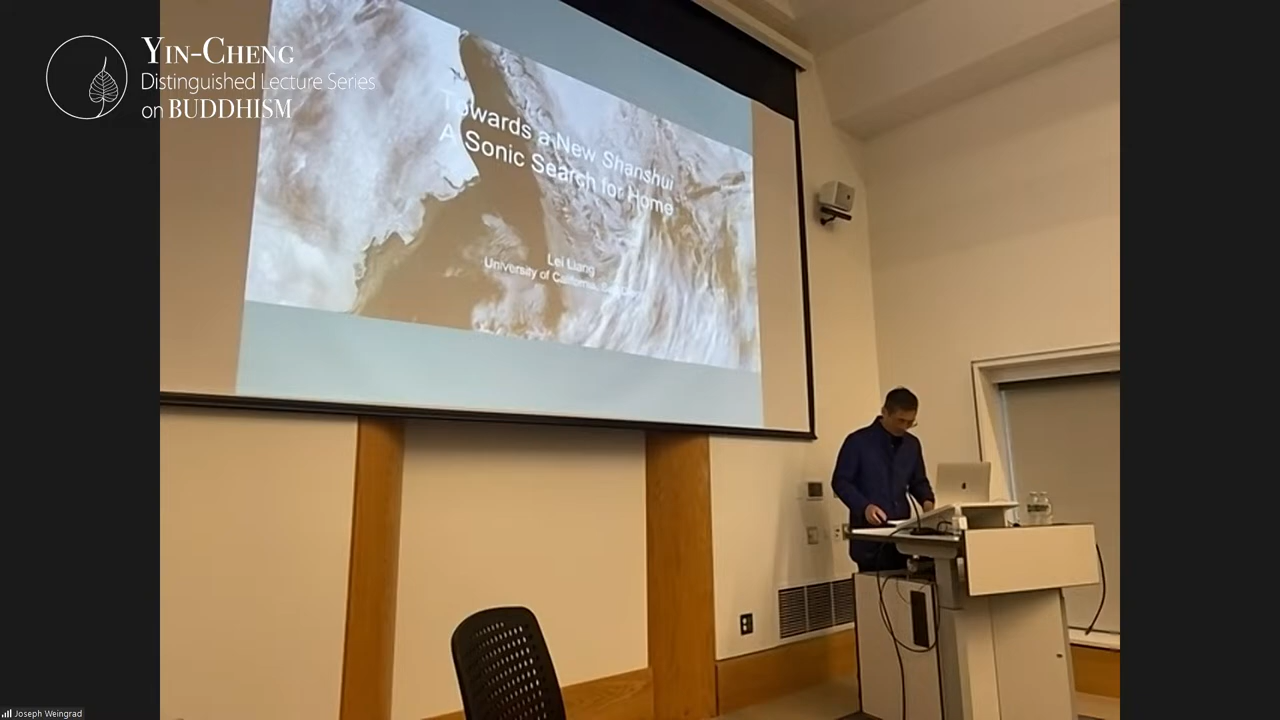 YIN-CHENG
Distinguished Lecture Series
on BUDDHISM
Towards a New Shanshui
A Sonic Search for Home
Lei Liang
University of California,
Joseph Weingrad